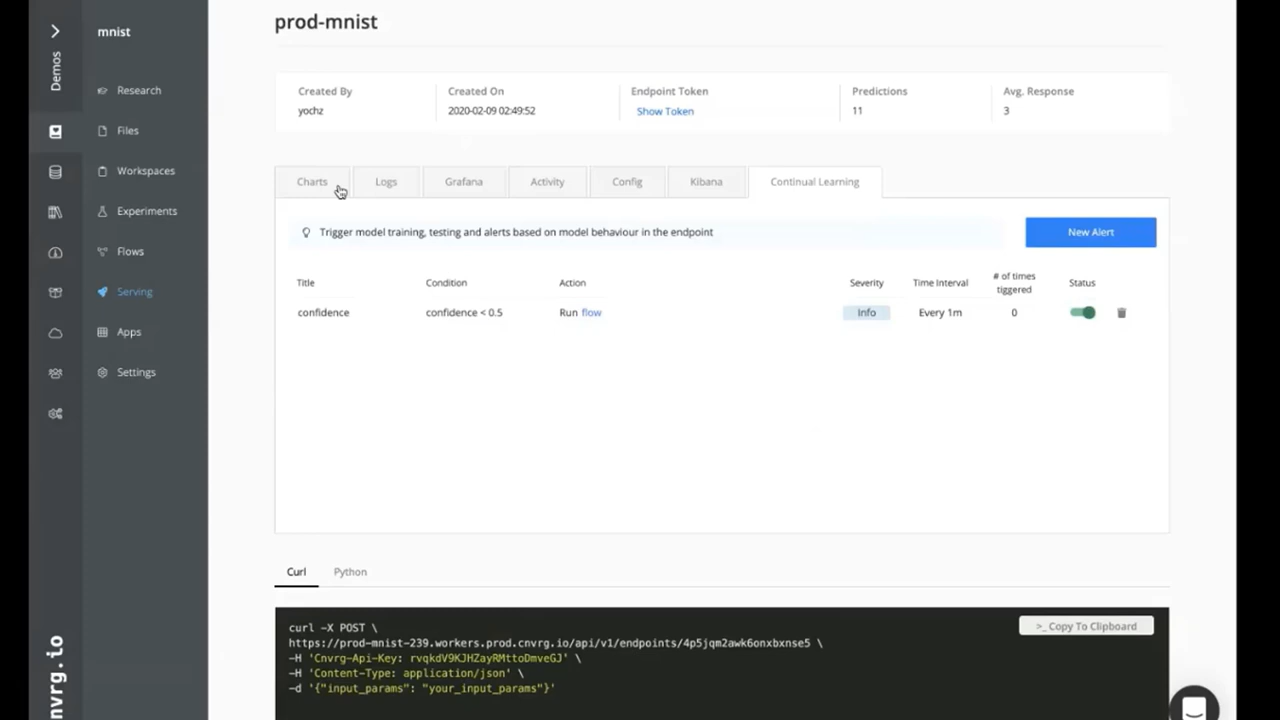 prod-mnist
Demos
mnist
Research
Files
Workspaces
Experiments
Flows
Serving
Apps
Settings
nvrg.io
Created By
yochz
Created On
2020-02-09 02:49:52
Endpoint Token
Show Token
Predictions
11
Avg. Response
3
Charts Logs Grafana Activity Config Kibana Continual Learning
Trigger model training, testing and alerts based on model behaviour in the endpoint
New Alert
Title Condition Action Severity Time Interval # of times tiggered Status
confidence confidence < 0.5 Run flow Info Every 1m 0
Curl Python
>_ Copy To Clipboard
curl -X POST \
https://prod-mnist-239.workers.prod.cnvrg.io/api/v1/endpoints/4p5jqm2awk6onxbxnse5 \
-H 'Cnvrg-Api-Key: rvqkdV9KJHZayRMttoDmveGJ' \
-H 'Content-Type: application/json' \
-d '{"input_params": "your_input_params"}'